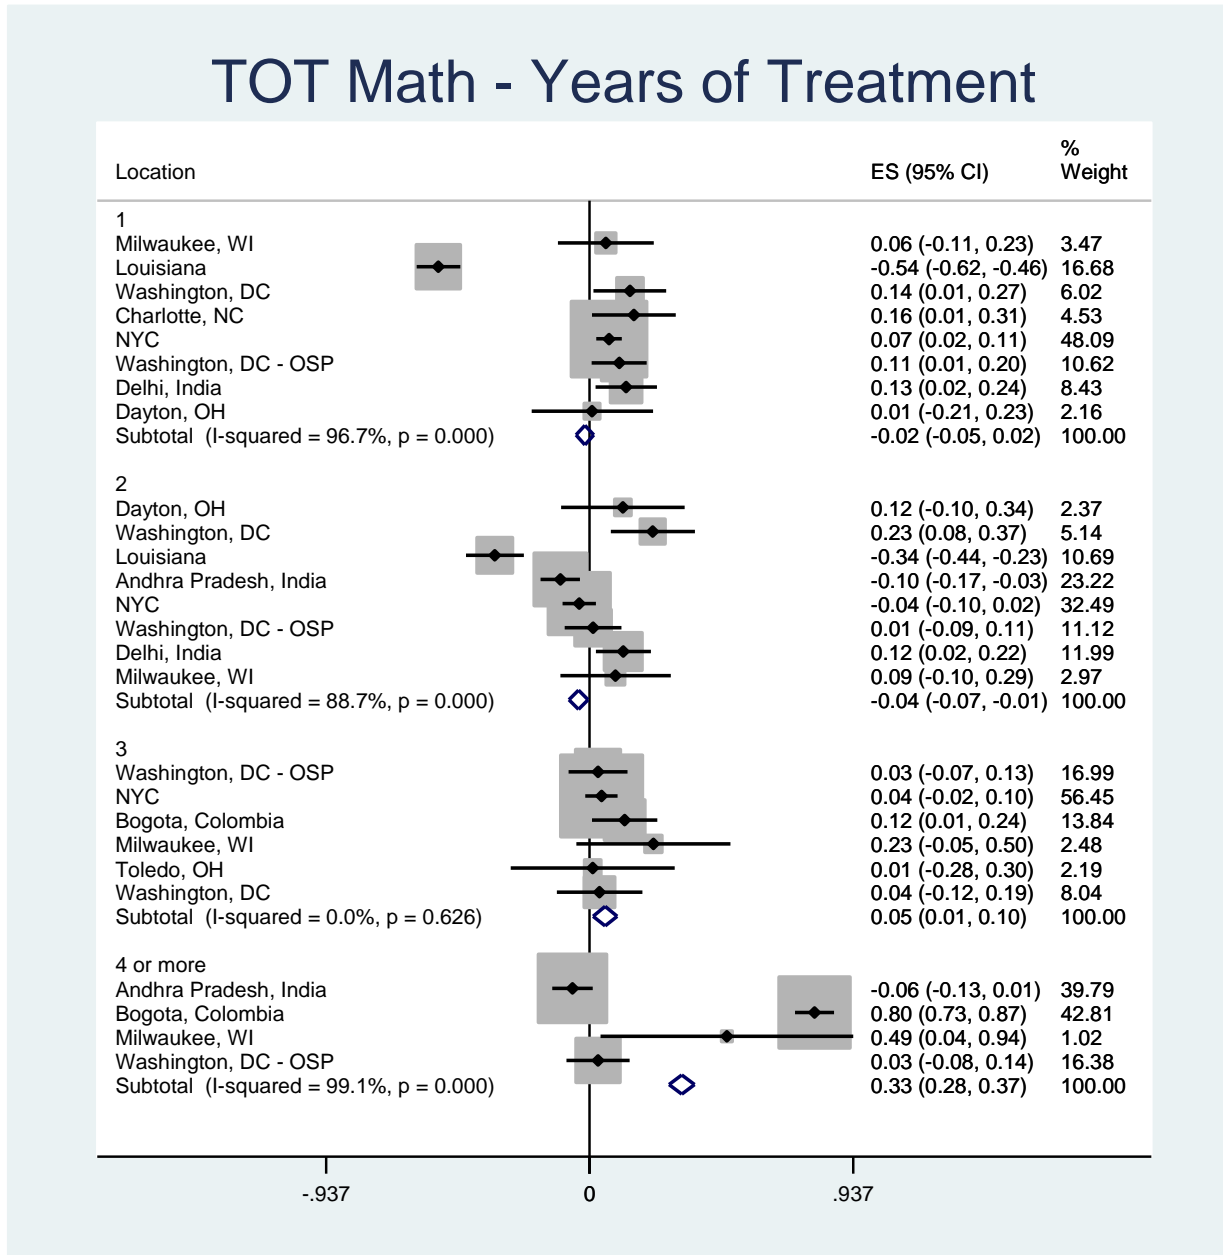 TOT Math - Years of Treatment
%
Location ES (95% CI) Weight
1
Milwaukee, WI 0.06 (-0.11, 0.23) 3.47
Louisiana -0.54 (-0.62, -0.46) 16.68
Washington, DC 0.14 (0.01, 0.27) 6.02
Charlotte, NC 0.16 (0.01, 0.31) 4.53
NYC 0.07 (0.02, 0.11) 48.09
Washington, DC - OSP 0.11 (0.01, 0.20) 10.62
Delhi, India 0.13 (0.02, 0.24) 8.43
Dayton, OH 0.01 (-0.21, 0.23) 2.16
Subtotal (I-squared = 96.7%, p = 0.000) -0.02 (-0.05, 0.02) 100.00
2
Dayton, OH 0.12 (-0.10, 0.34) 2.37
Washington, DC 0.23 (0.08, 0.37) 5.14
Louisiana -0.34 (-0.44, -0.23) 10.69
Andhra Pradesh, India -0.10 (-0.17, -0.03) 23.22
NYC -0.04 (-0.10, 0.02) 32.49
Washington, DC - OSP 0.01 (-0.09, 0.11) 11.12
Delhi, India 0.12 (0.02, 0.22) 11.99
Milwaukee, WI 0.09 (-0.10, 0.29) 2.97
Subtotal (I-squared = 88.7%, p = 0.000) -0.04 (-0.07, -0.01) 100.00
3
Washington, DC - OSP 0.03 (-0.07, 0.13) 16.99
NYC 0.04 (-0.02, 0.10) 56.45
Bogota, Colombia 0.12 (0.01, 0.24) 13.84
Milwaukee, WI 0.23 (-0.05, 0.50) 2.48
Toledo, OH 0.01 (-0.28, 0.30) 2.19
Washington, DC 0.04 (-0.12, 0.19) 8.04
Subtotal (I-squared = 0.0%, p = 0.626) 0.05 (0.01, 0.10) 100.00
4 or more
Andhra Pradesh, India -0.06 (-0.13, 0.01) 39.79
Bogota, Colombia 0.80 (0.73, 0.87) 42.81
Milwaukee, WI 0.49 (0.04, 0.94) 1.02
Washington, DC - OSP 0.03 (-0.08, 0.14) 16.38
Subtotal (I-squared = 99.1%, p = 0.000) 0.33 (0.28, 0.37) 100.00
-.937 0 .937